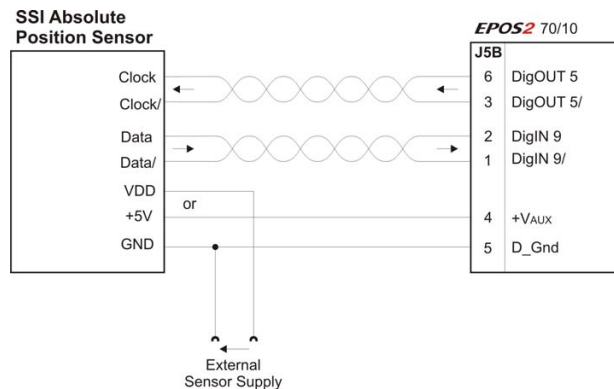 SSI Absolute
Position Sensor
EPOS2 70/10
J5B
Clock
6 DigOUT 5
Clock/
3 DigOUT 5/
Data
2 DigIN 9
Data/
1 DigIN 9/
VDD
or
+5V
4 +VAUX
GND
5 D_Gnd
External
Sensor Supply